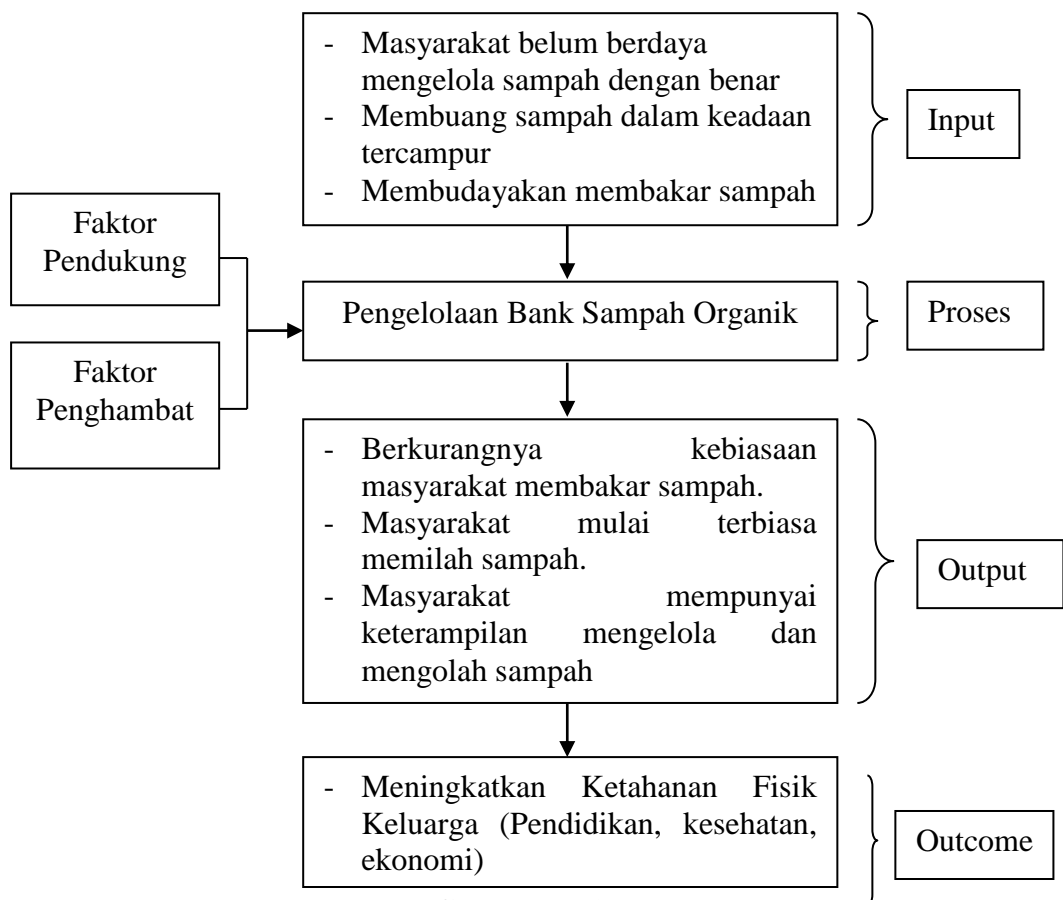 - Masyarakat belum berdaya
mengelola sampah dengan benar
- Membuang sampah dalam keadaan
tercampur
- Membudayakan membakar sampah
Input
Faktor
Pendukung
Pengelolaan Bank Sampah Organik
Proses
Faktor
Penghambat
- Berkurangnya kebiasaan
masyarakat membakar sampah.
- Masyarakat mulai terbiasa
memilah sampah.
- Masyarakat mempunyai
keterampilan mengelola dan
mengolah sampah
Output
- Meningkatkan Ketahanan Fisik
Keluarga (Pendidikan, kesehatan,
ekonomi)
Outcome